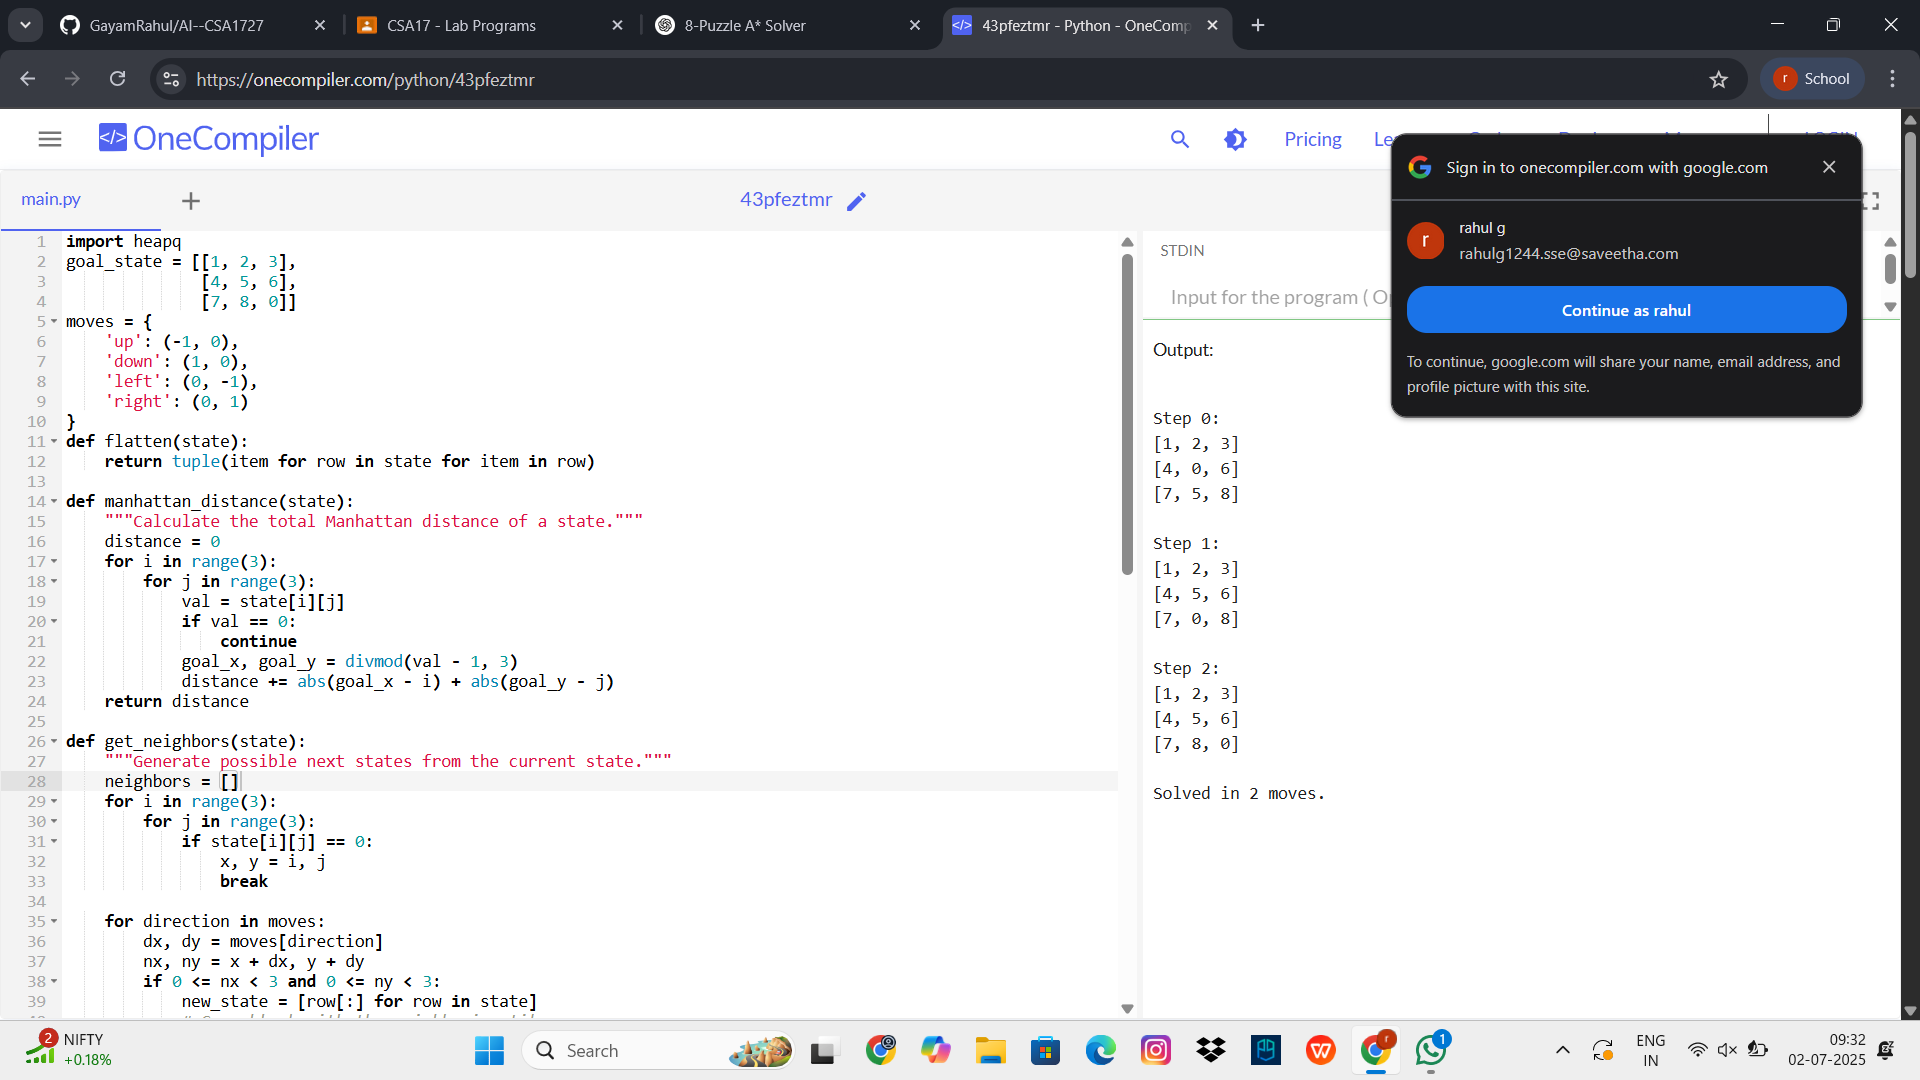 GayamRahul/AI--CSA1727
CSA17 - Lab Programs
8-Puzzle A* Solver
43pfeztmr - Python - OneComp
https://onecompiler.com/python/43pfeztmr
r School
</> OneCompiler
Pricing
main.py
43pfeztmr
1 import heapq
2 goal_state = [[1, 2, 3],
3 [4, 5, 6],
4 [7, 8, 0]]
5 moves = {
6 'up': (-1, 0),
7 'down': (1, 0),
8 'left': (0, -1),
9 'right': (0, 1)
10 }
11 def flatten(state):
12 return tuple(item for row in state for item in row)
13
14 def manhattan_distance(state):
15 """Calculate the total Manhattan distance of a state."""
16 distance = 0
17 for i in range(3):
18 for j in range(3):
19 val = state[i][j]
20 if val == 0:
21 continue
22 goal_x, goal_y = divmod(val - 1, 3)
23 distance += abs(goal_x - i) + abs(goal_y - j)
24 return distance
25
26 def get_neighbors(state):
27 """Generate possible next states from the current state."""
28 neighbors = []
29 for i in range(3):
30 for j in range(3):
31 if state[i][j] == 0:
32 x, y = i, j
33 break
34
35 for direction in moves:
36 dx, dy = moves[direction]
37 nx, ny = x + dx, y + dy
38 if 0 <= nx < 3 and 0 <= ny < 3:
39 new_state = [row[:] for row in state]
STDIN
Input for the program ( O
Output:
Step 0:
[1, 2, 3]
[4, 0, 6]
[7, 5, 8]
Step 1:
[1, 2, 3]
[4, 5, 6]
[7, 0, 8]
Step 2:
[1, 2, 3]
[4, 5, 6]
[7, 8, 0]
Solved in 2 moves.
Sign in to onecompiler.com with google.com
r
rahul g
rahulg1244.sse@saveetha.com
Continue as rahul
To continue, google.com will share your name, email address, and
profile picture with this site.
2
NIFTY
+0.18%
Search
1
ENG
IN
09:32
02-07-2025